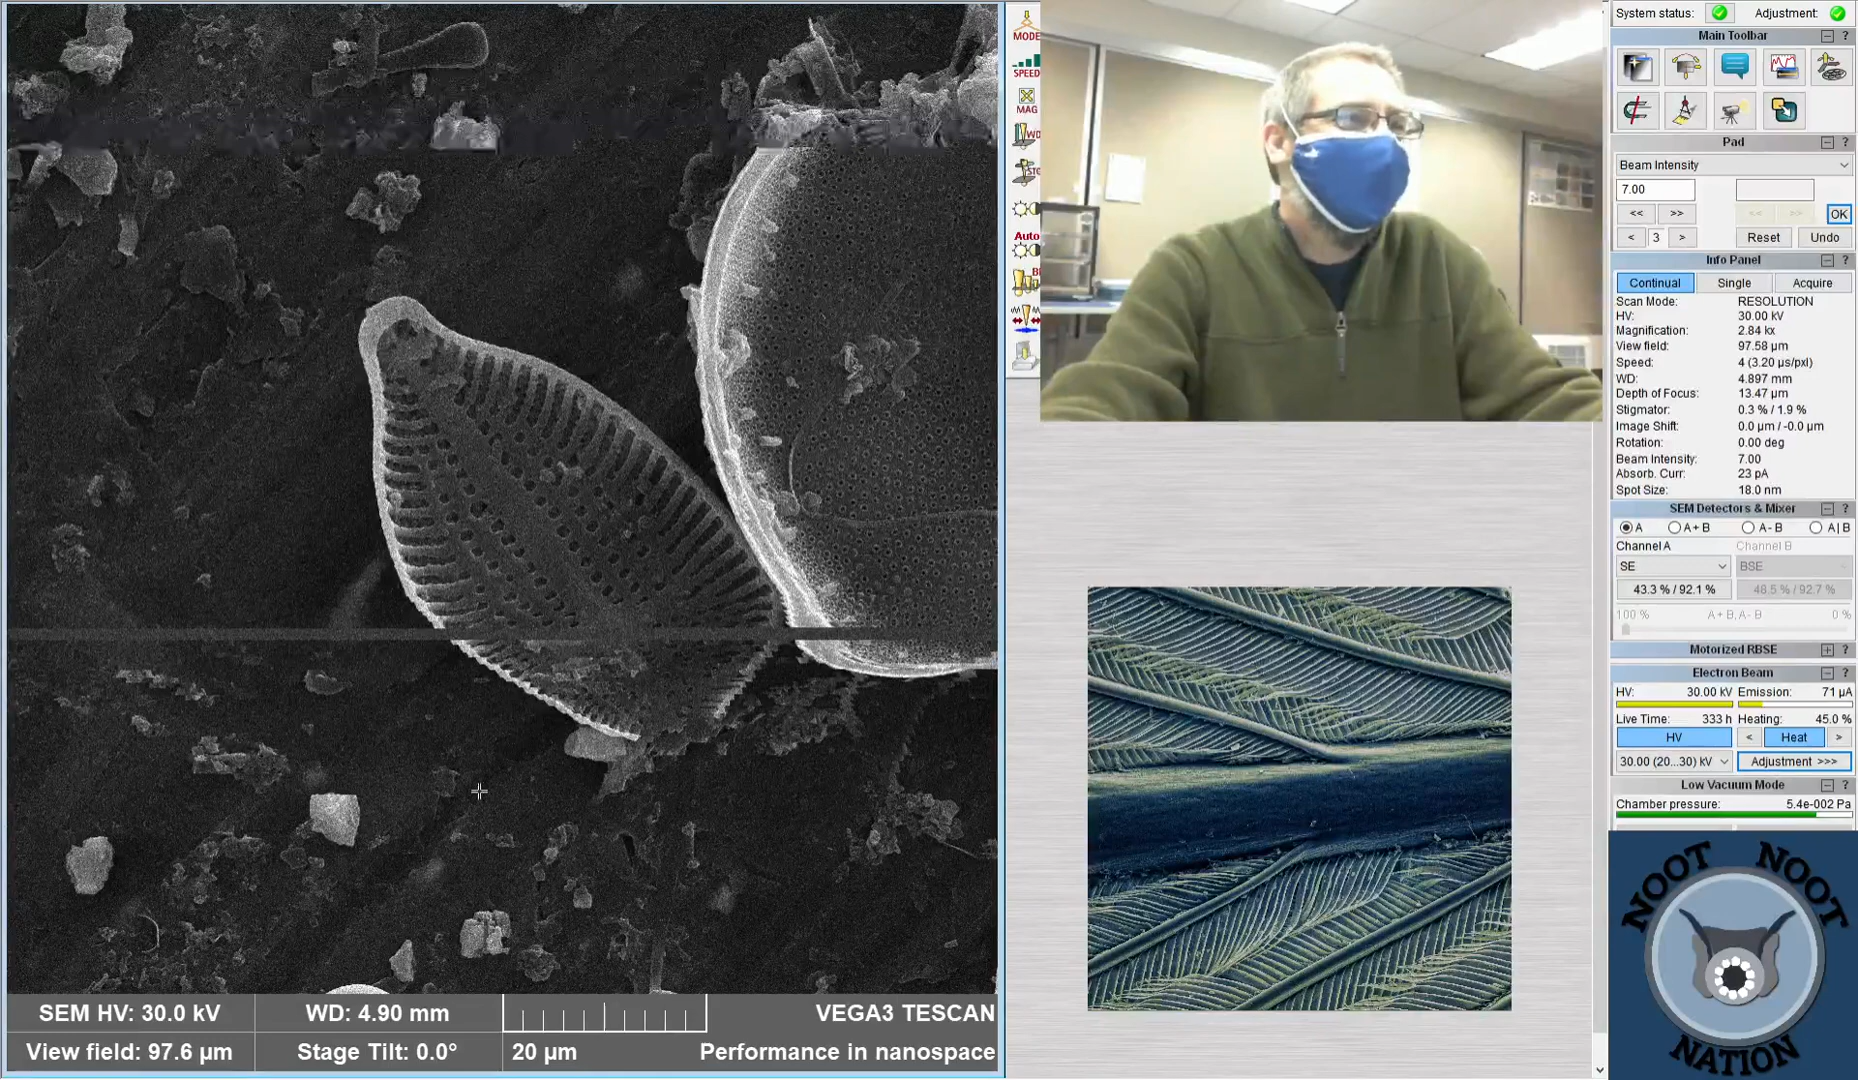 MODE
SPEED
MAG
WD
Auto
System status:
Adjustment:
Main Toolbar
?
Pad
?
Beam Intensity
7.00
<<
>>
<<
>>
OK
<
3
>
Reset
Undo
Info Panel
?
Continual
Single
Acquire
Scan Mode: RESOLUTION
HV: 30.00 kV
Magnification: 2.84 kx
View field: 97.58 µm
Speed: 4 (3.20 µs/pxl)
WD: 4.897 mm
Depth of Focus: 13.47 µm
Stigmator: 0.3 % / 1.9 %
Image Shift: 0.0 µm / -0.0 µm
Rotation: 0.00 deg
Beam Intensity: 7.00
Absorb. Curr: 23 pA
Spot Size: 18.0 nm
SEM Detectors & Mixer
?
A
A + B
A - B
A | B
Channel A
Channel B
SE
BSE
43.3 % / 92.1 %
48.5 % / 92.7 %
100 %
A + B, A - B
0 %
Motorized RBSE
?
Electron Beam
?
HV: 30.00 kV
Emission: 71 µA
Live Time: 333 h
Heating: 45.0 %
HV
<
Heat
>
30.00 (20...30) kV
Adjustment >>>
Low Vacuum Mode
?
Chamber pressure: 5.4e-002 Pa
NOOT NOOT
NATION
SEM HV: 30.0 kV
WD: 4.90 mm
VEGA3 TESCAN
View field: 97.6 µm
Stage Tilt: 0.0°
20 µm
Performance in nanospace